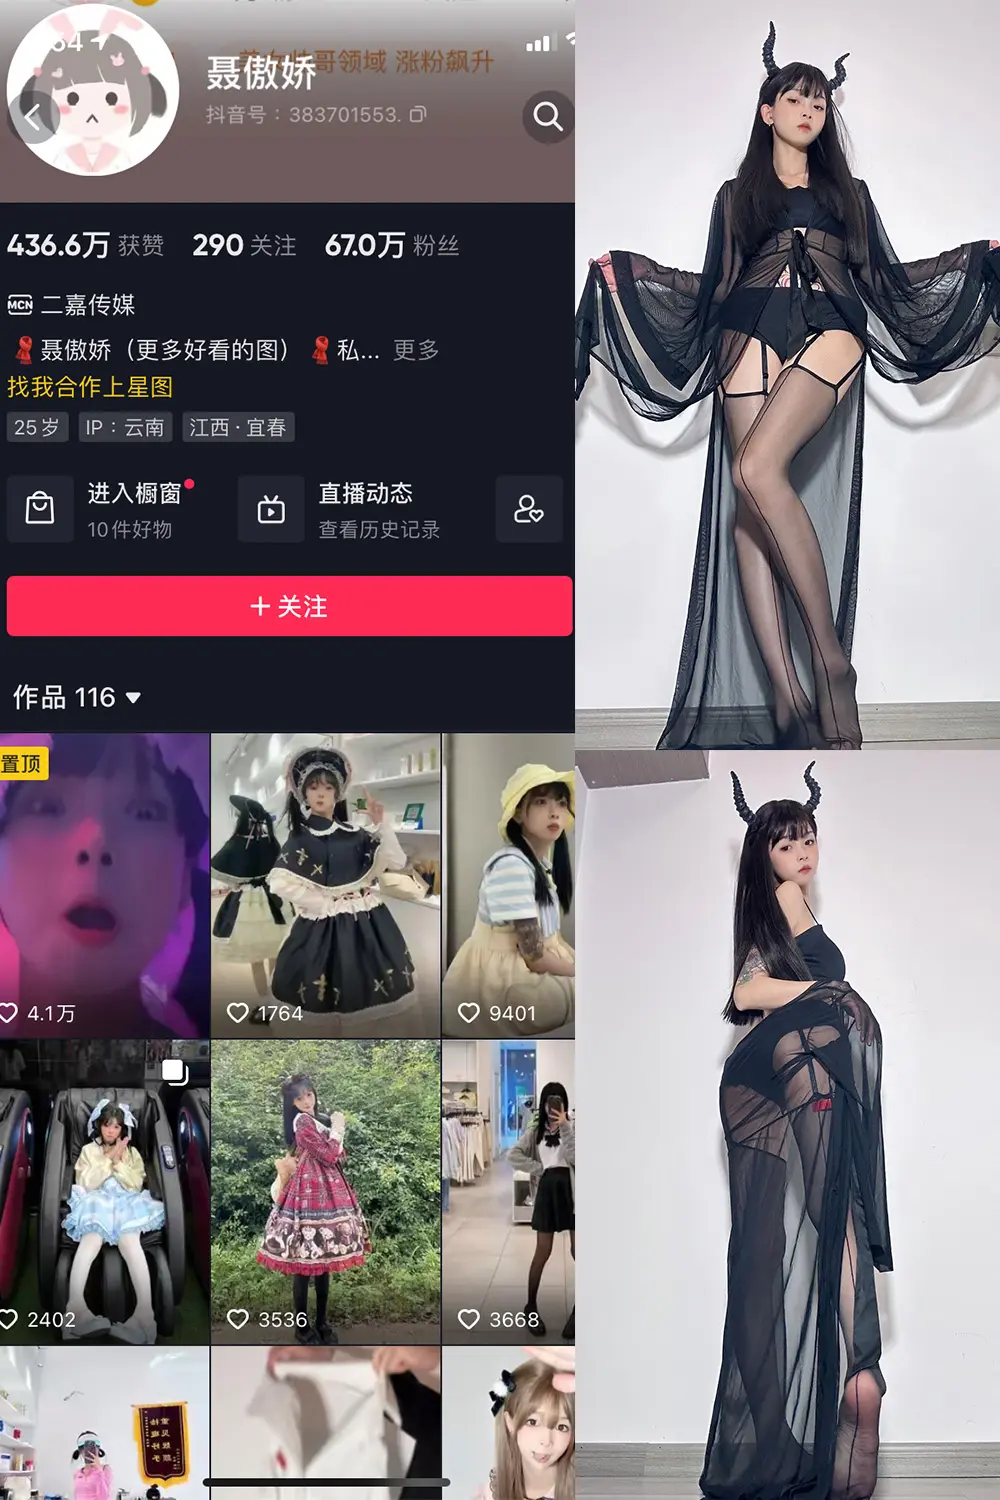 :54
哥领域 涨粉飙升
聂傲娇
抖音号：383701553.
436.6万 获赞 290 关注 67.0万 粉丝
MCN 二嘉传媒
聂傲娇（更多好看的图） 私... 更多
找我合作上星图
25岁 IP：云南 江西·宜春
进入橱窗 直播动态
10件好物 查看历史记录
+ 关注
作品 116
置顶
4.1万 1764 9401
2402 3536 3668